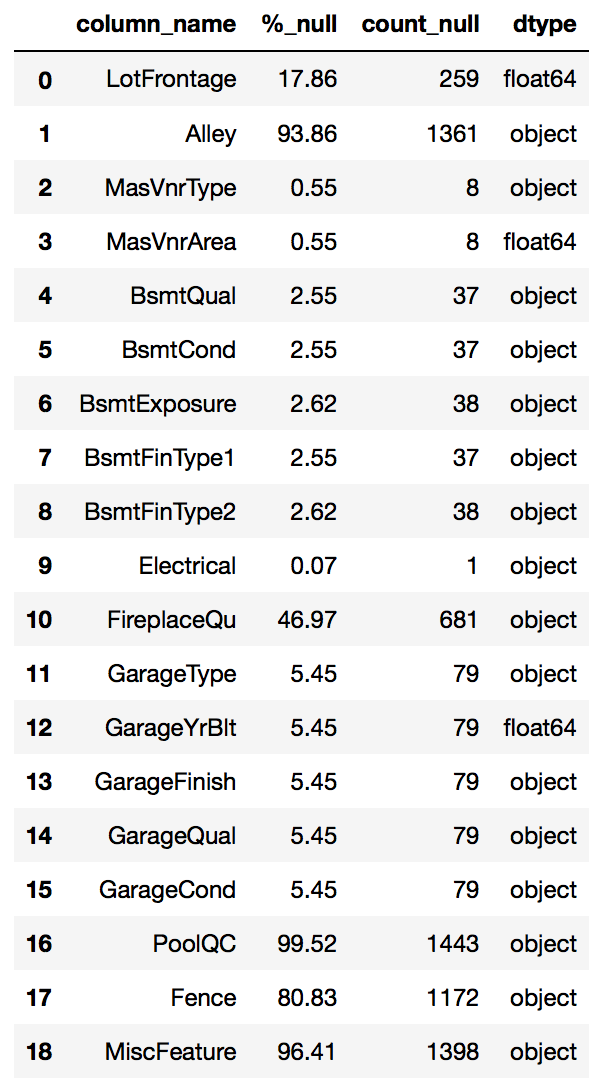 column_name %_null count_null dtype
0 LotFrontage 17.86 259 float64
1 Alley 93.86 1361 object
2 MasVnrType 0.55 8 object
3 MasVnrArea 0.55 8 float64
4 BsmtQual 2.55 37 object
5 BsmtCond 2.55 37 object
6 BsmtExposure 2.62 38 object
7 BsmtFinType1 2.55 37 object
8 BsmtFinType2 2.62 38 object
9 Electrical 0.07 1 object
10 FireplaceQu 46.97 681 object
11 GarageType 5.45 79 object
12 GarageYrBlt 5.45 79 float64
13 GarageFinish 5.45 79 object
14 GarageQual 5.45 79 object
15 GarageCond 5.45 79 object
16 PoolQC 99.52 1443 object
17 Fence 80.83 1172 object
18 MiscFeature 96.41 1398 object